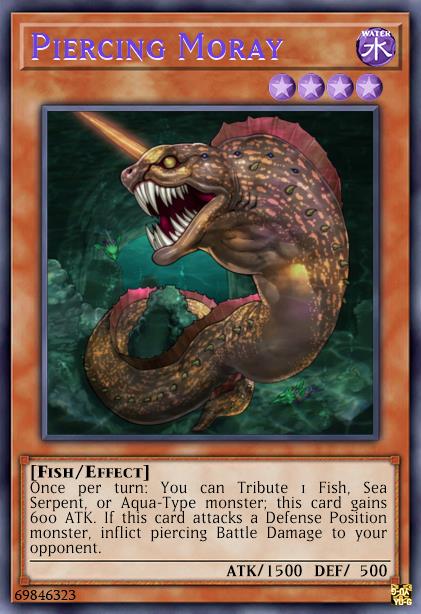 Piercing Moray
WATER
水
[Fish/Effect]
Once per turn: You can Tribute 1 Fish, Sea
Serpent, or Aqua-Type monster; this card gains
600 ATK. If this card attacks a Defense Position
monster, inflict piercing Battle Damage to your
opponent.
ATK/1500 DEF/ 500
69846323